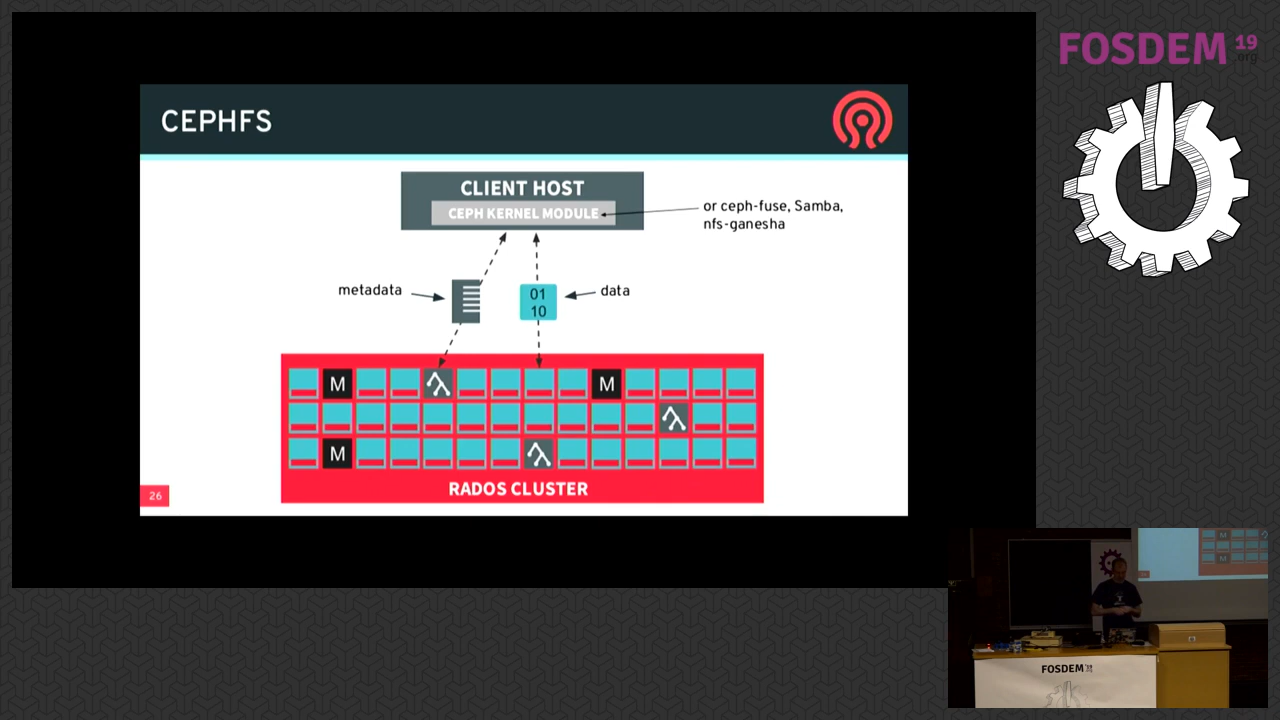 FOSDEM 19
.org
CEPHFS
CLIENT HOST
CEPH KERNEL MODULE
or ceph-fuse, Samba,
nfs-ganesha
metadata
data
01
10
M
M
M
RADOS CLUSTER
26
M
M
FOSDEM 19